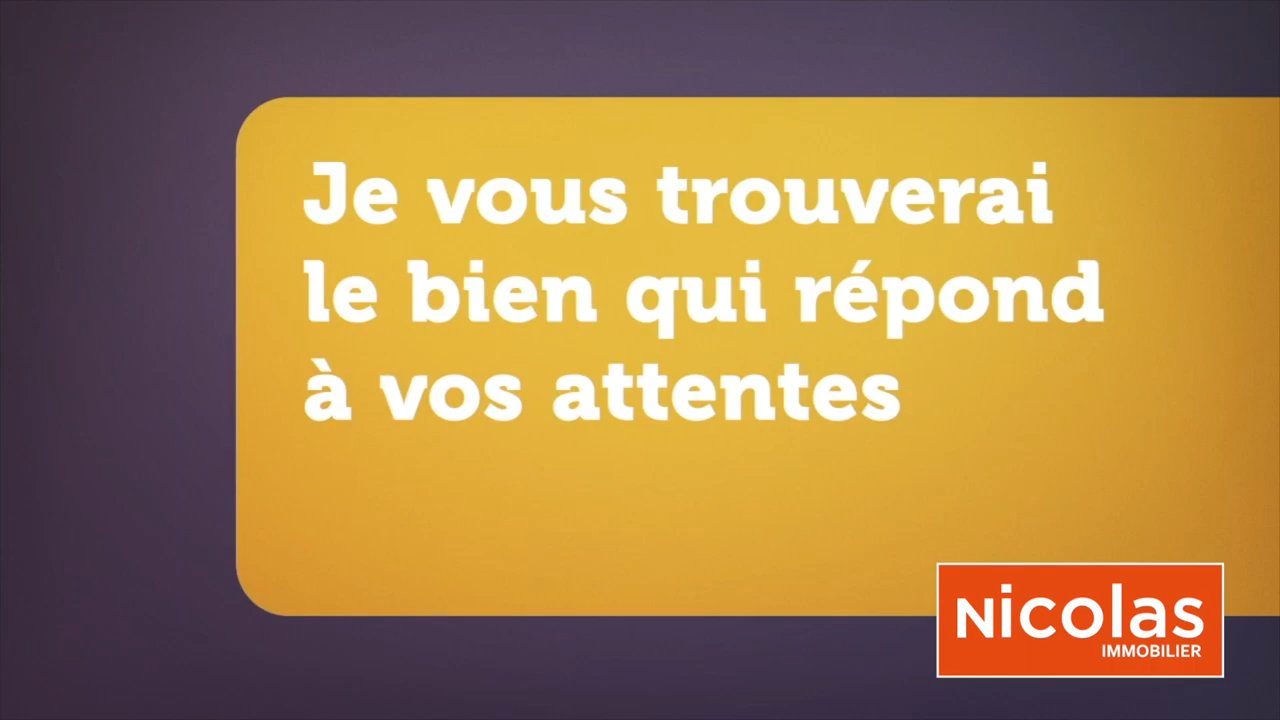 Je vous trouverai
le bien qui répond
à vos attentes
Nicolas
IMMOBILIER